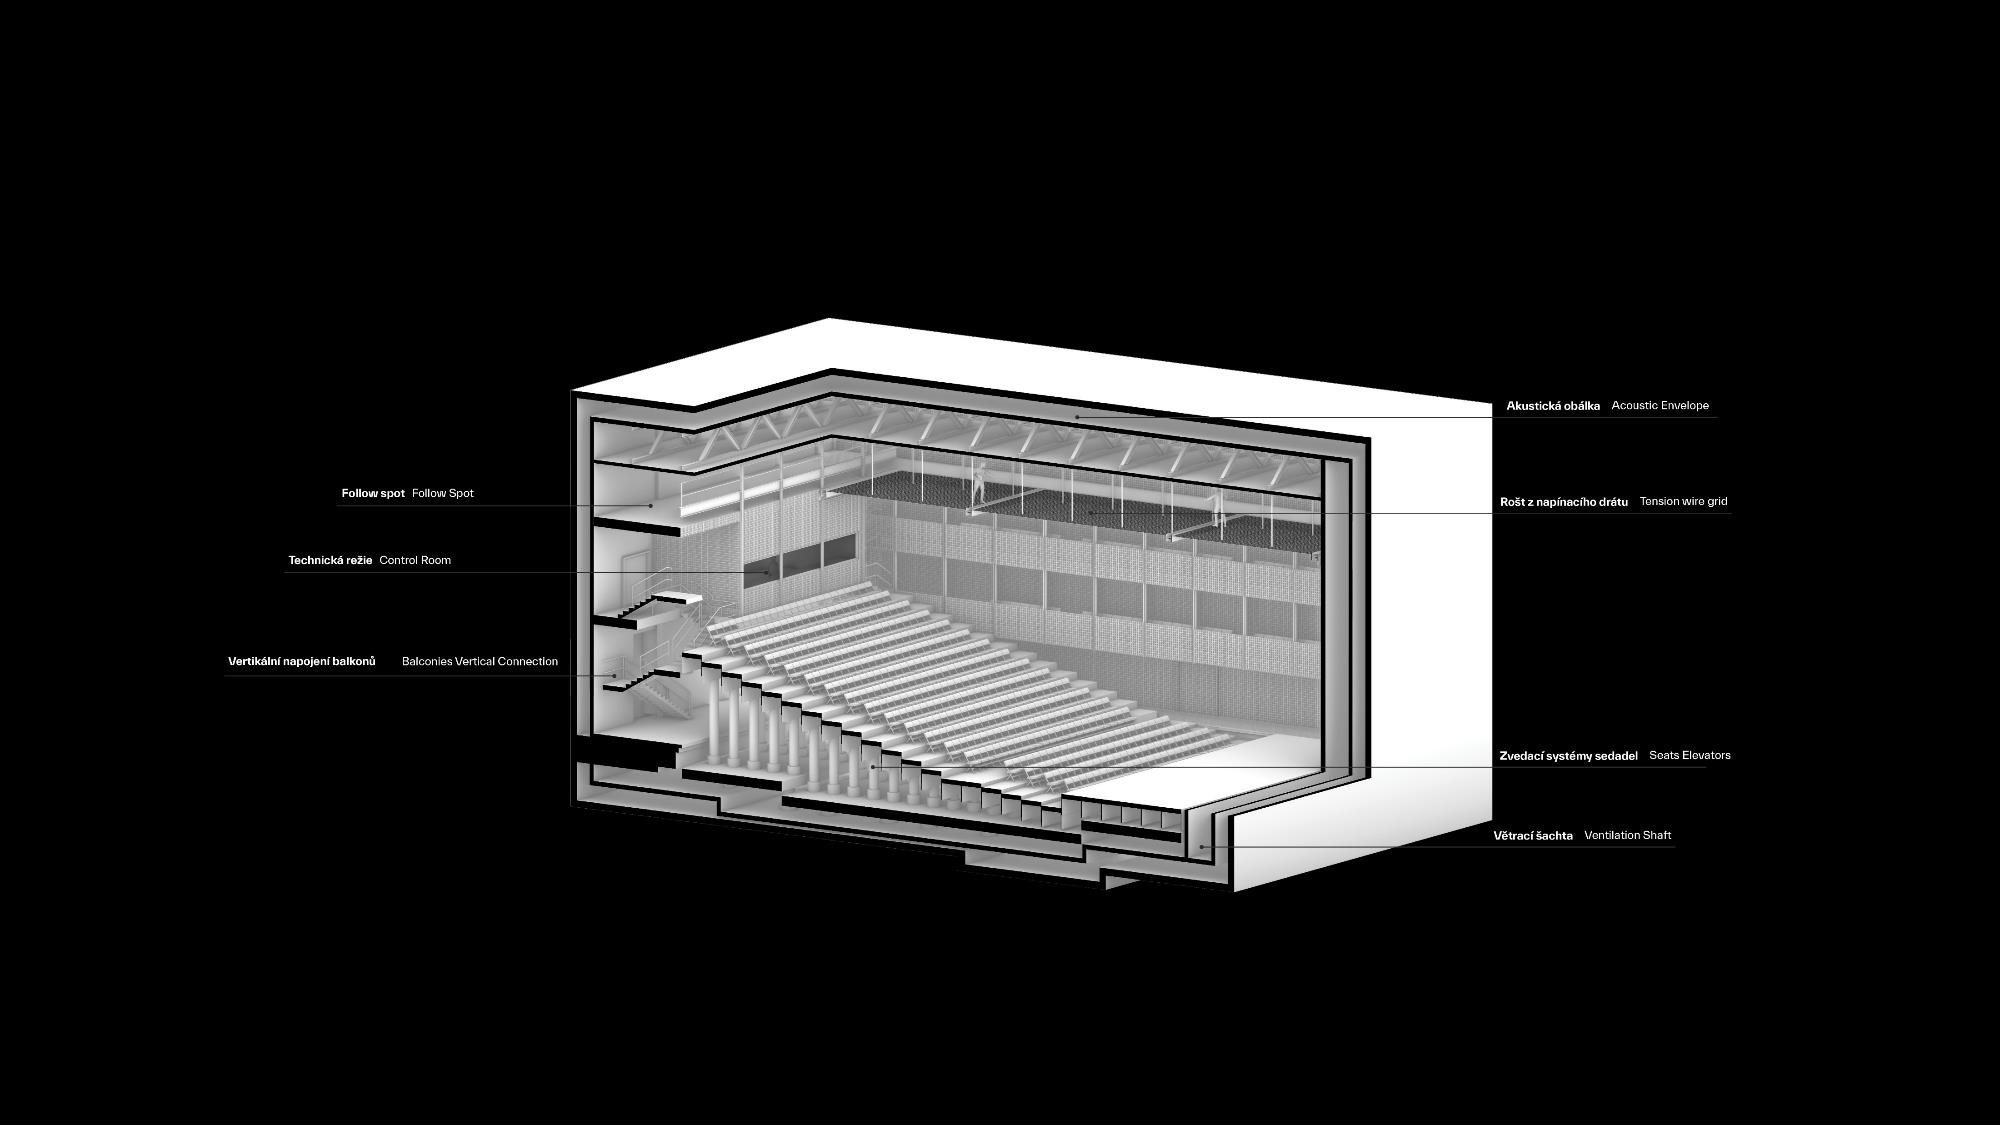 Akustická obálka Acoustic Envelope
Follow spot Follow Spot
Rošt z napínacího drátu Tension wire grid
Technická režie Control Room
Vertikální napojení balkonů Balconies Vertical Connection
Zvedací systémy sedadel Seats Elevators
Větrací šachta Ventilation Shaft